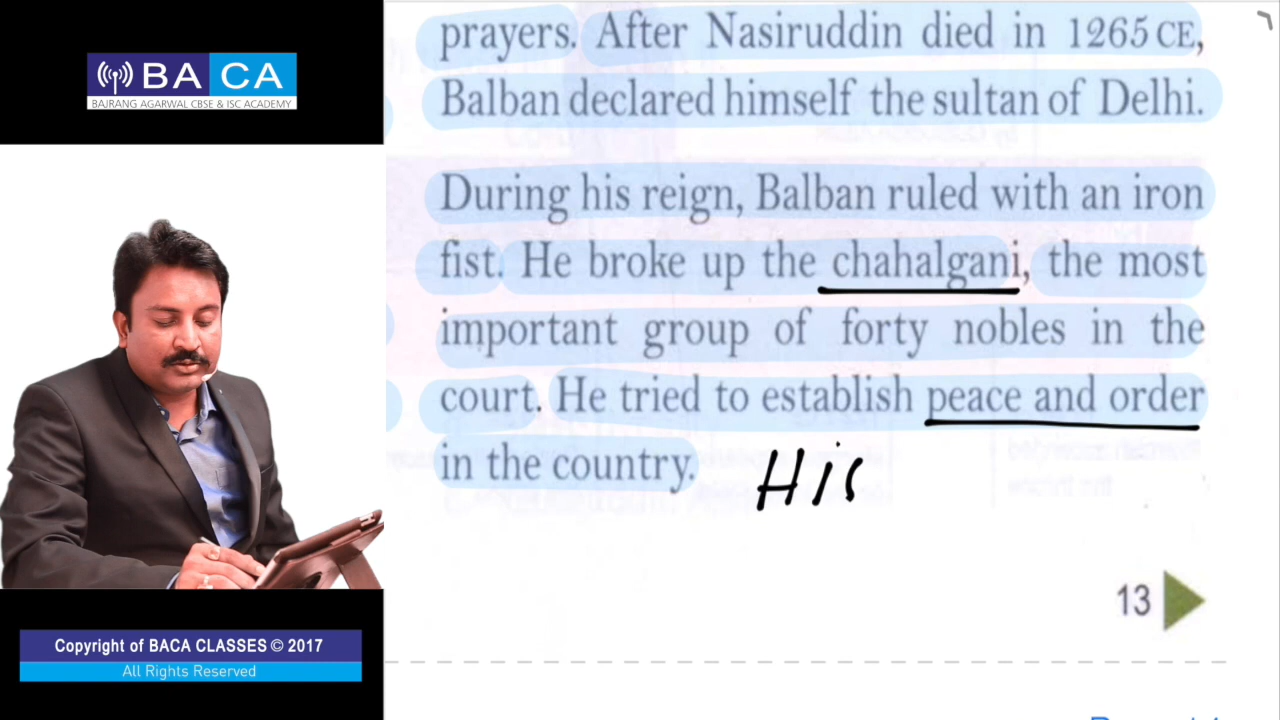 BA CA
BAJRANG AGARWAL CBSE & ISC ACADEMY
prayers. After Nasiruddin died in 1265 CE,
Balban declared himself the sultan of Delhi.
During his reign, Balban ruled with an iron
fist. He broke up the chahalgani, the most
important group of forty nobles in the
court. He tried to establish peace and order
in the country.
13
Copyright of BACA CLASSES © 2017
All Rights Reserved